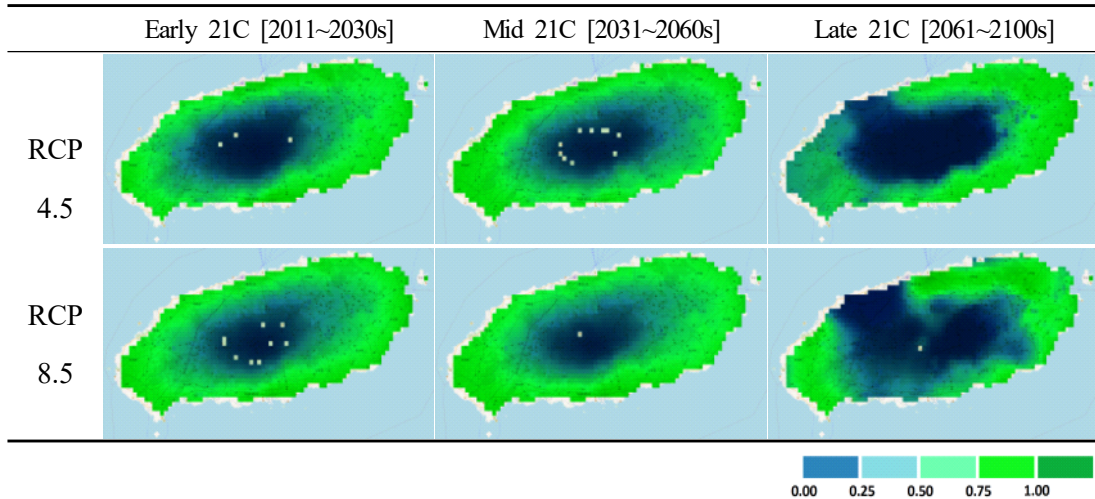 Early 21C [2011~2030s] Mid 21C [2031~2060s] Late 21C [2061~2100s]
RCP
4.5
RCP
8.5
0.00 0.25 0.50 0.75 1.00